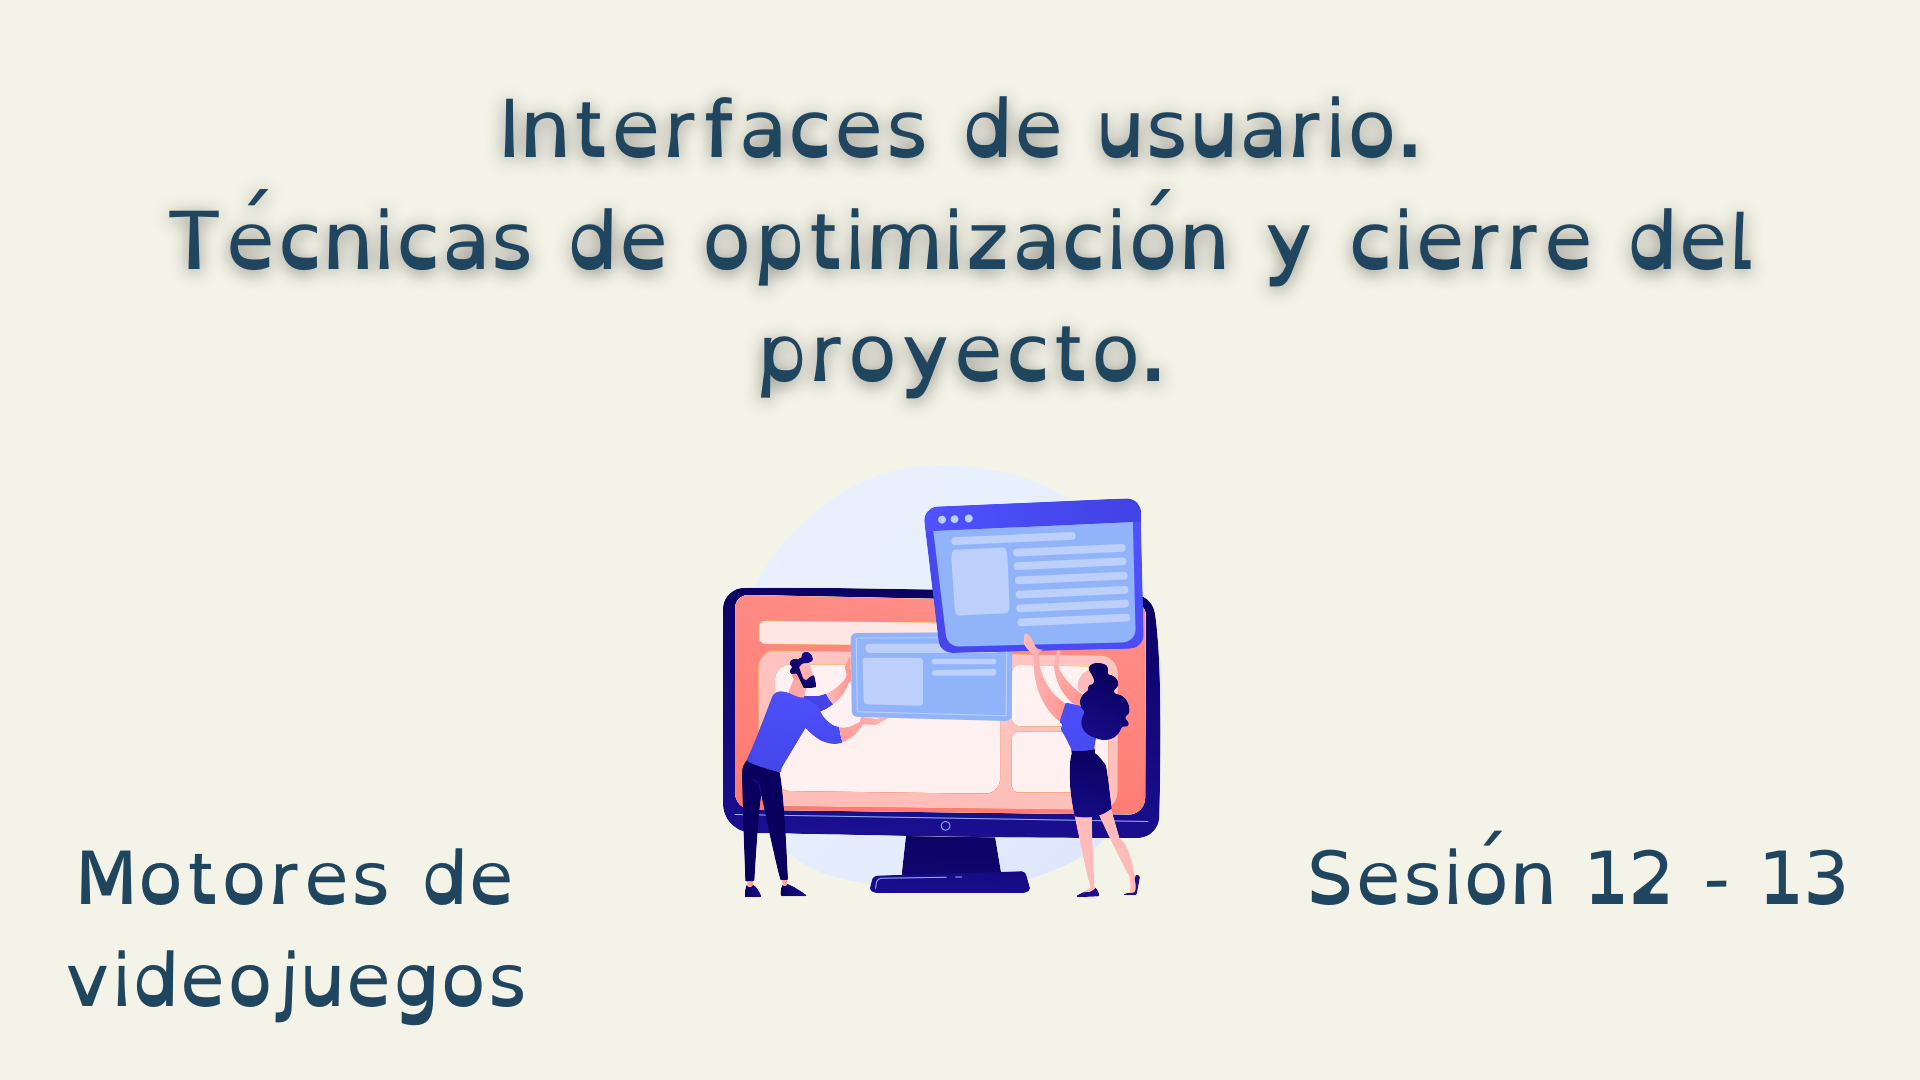 Interfaces de usuario.
Técnicas de optimización y cierre del
proyecto.
Motores de
videojuegos
Sesión 12 - 13